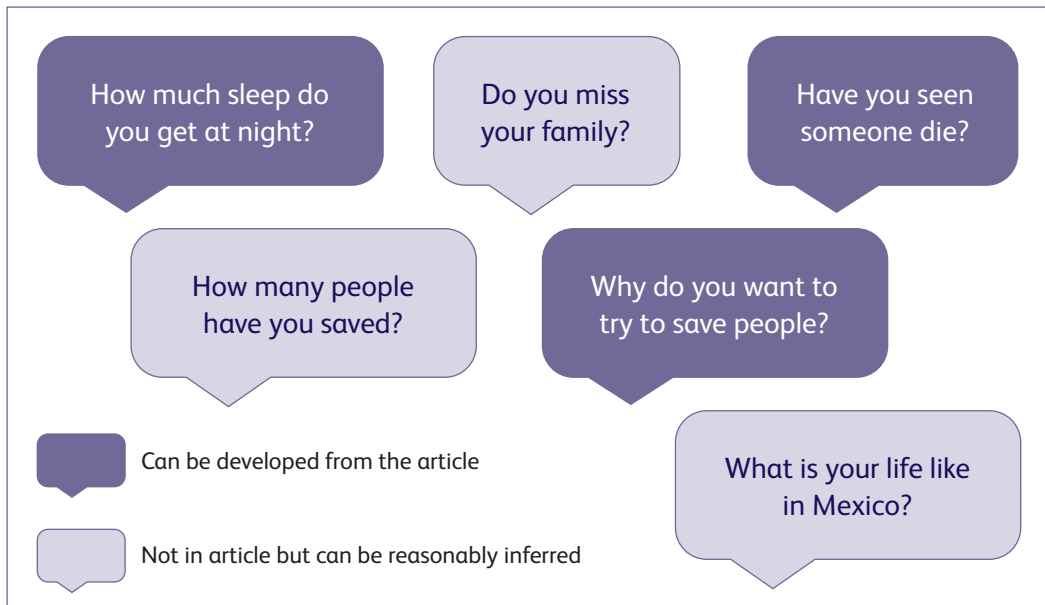 How much sleep do
you get at night?
Do you miss
your family?
Have you seen
someone die?
How many people
have you saved?
Why do you want to
try to save people?
Can be developed from the article
What is your life like
in Mexico?
Not in article but can be reasonably inferred